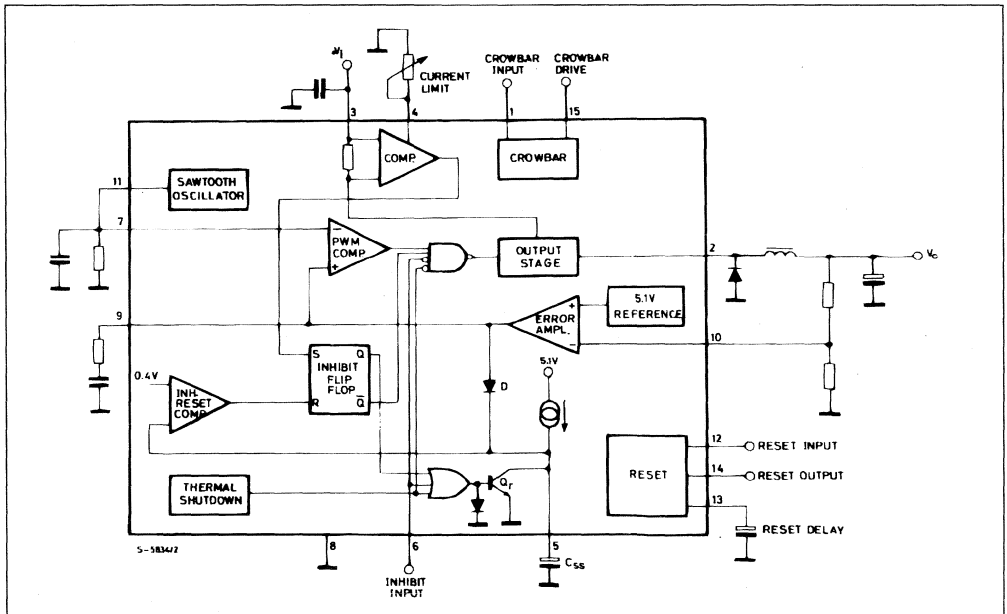 Vi
CURRENT
LIMIT
CROWBAR
INPUT
CROWBAR
DRIVE
3
4
1
15
COMP.
CROWBAR
11
SAWTOOTH
OSCILLATOR
7
−
PWM
COMP
+
OUTPUT
STAGE
2
Vo
9
ERROR
AMPL.
+
−
5.1V
REFERENCE
10
S
Q
INHIBIT
FLIP
FLOP
R
Q̅
D
5.1V
0.4V
INH.
RESET
COMP
12
RESET INPUT
RESET
14
RESET OUTPUT
13
RESET DELAY
THERMAL
SHUTDOWN
Qr
S-5834/2
8
6
5
INHIBIT
INPUT
Css